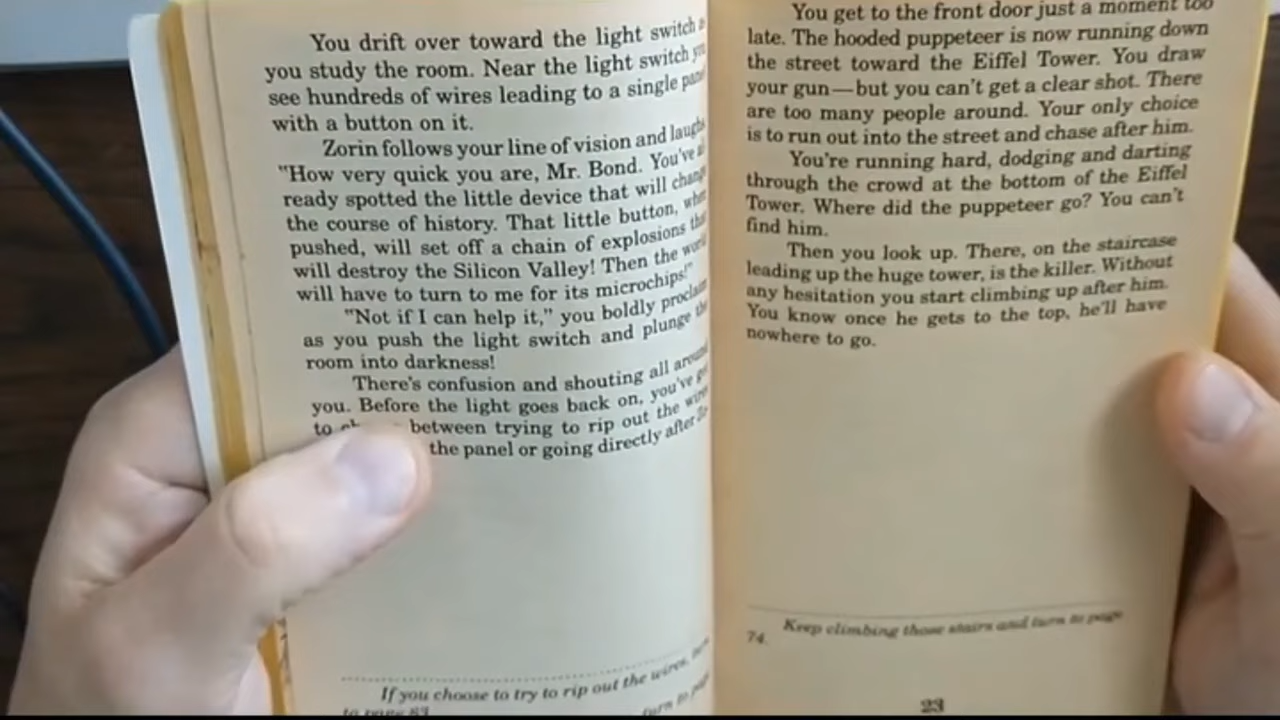 You drift over toward the light switch
you study the room. Near the light switch
see hundreds of wires leading to a single
with a button on it.
Zorin follows your line of vision and
"How very quick you are, Mr. Bond. You've
ready spotted the little device that will
the course of history. That little button,
pushed, will set off a chain of explosions
will destroy the Silicon Valley! Then the
will have to turn to me for its microchips!"
"Not if I can help it," you boldly
as you push the light switch and plunge
room into darkness!
There's confusion and shouting all
you. Before the light goes back on, you've
to between trying to rip out the
the panel or going directly after
If you choose to try to rip out the wires,
to page 83
turn to
You get to the front door just a moment too
late. The hooded puppeteer is now running down
the street toward the Eiffel Tower. You draw
your gun—but you can't get a clear shot. There
are too many people around. Your only choice
is to run out into the street and chase after him.
You're running hard, dodging and darting
through the crowd at the bottom of the Eiffel
Tower. Where did the puppeteer go? You can't
find him.
Then you look up. There, on the staircase
leading up the huge tower, is the killer. Without
any hesitation you start climbing up after him.
You know once he gets to the top, he'll have
nowhere to go.
Keep climbing those stairs and turn to page
74.
23